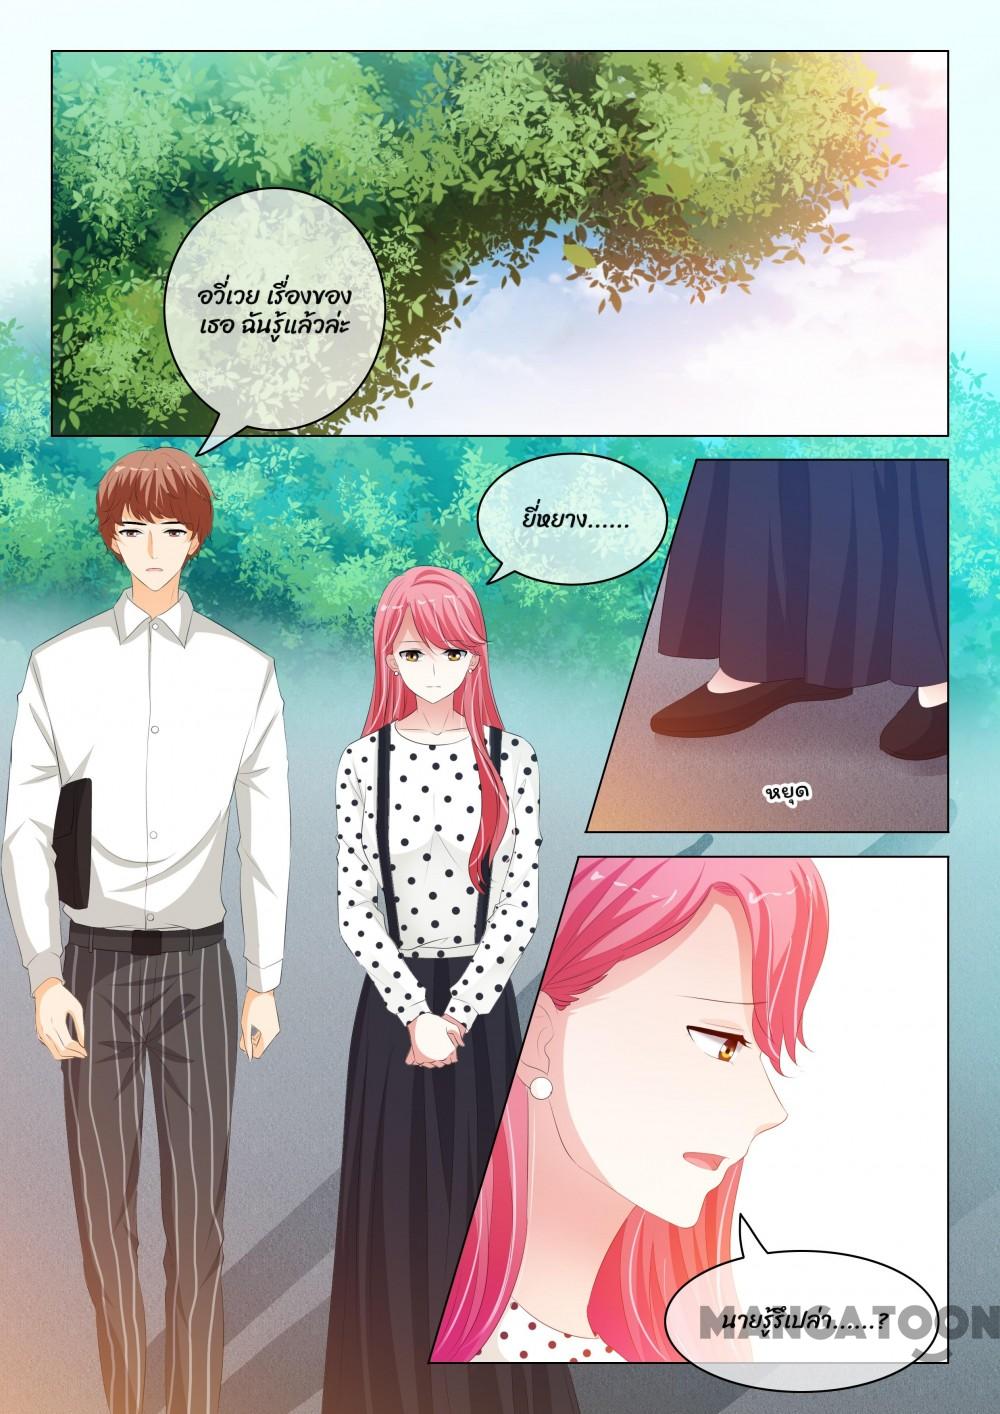 อวี่เวย เรื่องของ
เธอ ฉันรู้แล้วล่ะ
ยี่หยาง......
หยุด
นายรู้รึเปล่า......?
MANGATOON